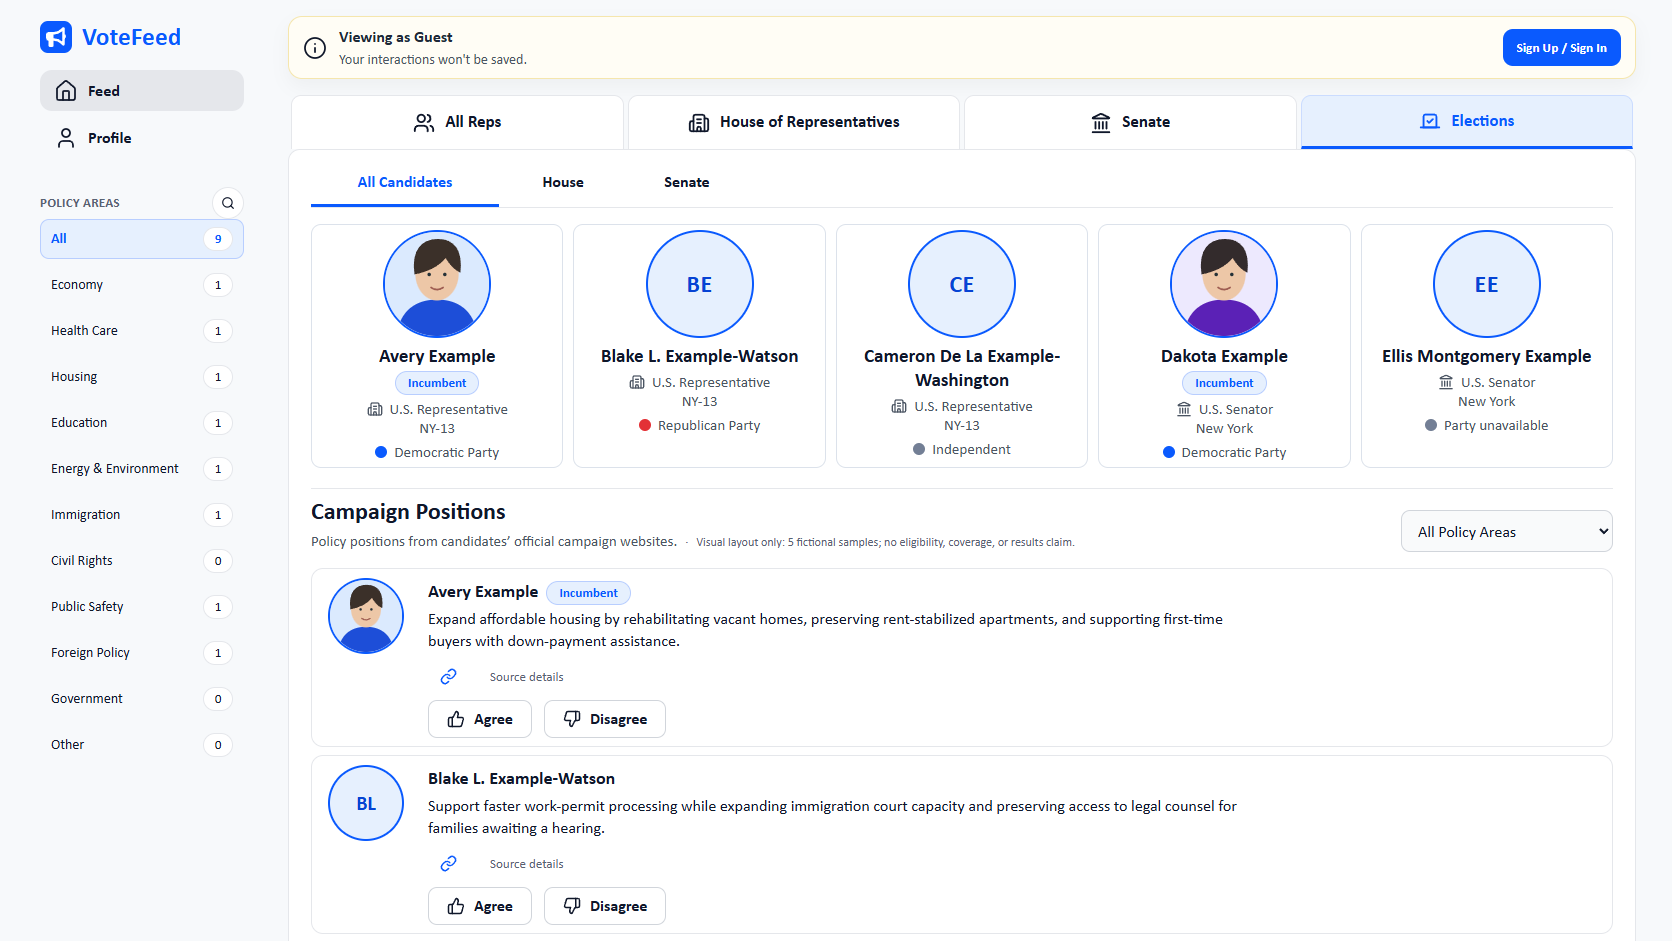 VoteFeed
Feed
Profile
POLICY AREAS
All 9
Economy 1
Health Care 1
Housing 1
Education 1
Energy & Environment 1
Immigration 1
Civil Rights 0
Public Safety 1
Foreign Policy 1
Government 0
Other 0
Viewing as Guest
Your interactions won't be saved.
Sign Up / Sign In
All Reps
House of Representatives
Senate
Elections
All Candidates
House
Senate
Avery Example
Incumbent
U.S. Representative
NY-13
Democratic Party
BE
Blake L. Example-Watson
U.S. Representative
NY-13
Republican Party
CE
Cameron De La Example-
Washington
U.S. Representative
NY-13
Independent
Dakota Example
Incumbent
U.S. Senator
New York
Democratic Party
EE
Ellis Montgomery Example
U.S. Senator
New York
Party unavailable
Campaign Positions
Policy positions from candidates’ official campaign websites. · Visual layout only: 5 fictional samples; no eligibility, coverage, or results claim.
All Policy Areas
Avery Example Incumbent
Expand affordable housing by rehabilitating vacant homes, preserving rent-stabilized apartments, and supporting first-time
buyers with down-payment assistance.
Source details
Agree Disagree
BL
Blake L. Example-Watson
Support faster work-permit processing while expanding immigration court capacity and preserving access to legal counsel for
families awaiting a hearing.
Source details
Agree Disagree